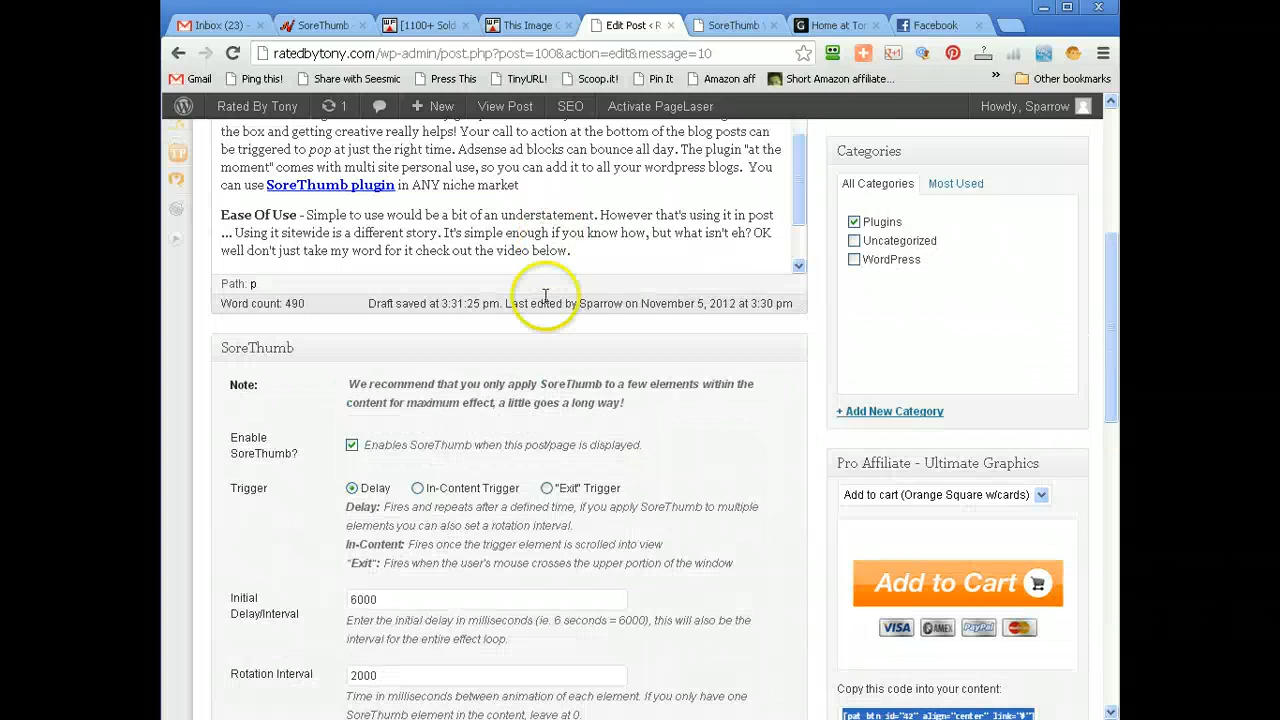 Inbox (23) -
SoreThumb
[1100+ Sold
This Image
Edit Post < R
SoreThumb
Home at Tor
Facebook
ratedbytony.com/wp-admin/post.php?post=100&action=edit&message=10
Gmail
Ping this!
Share with Seesmic
Press This
TinyURL!
Scoop.it!
Pin It
Amazon aff
Short Amazon affiliate...
»
Other bookmarks
Rated By Tony
1
New
View Post
SEO
Activate PageLaser
Howdy, Sparrow
the box and getting creative really helps! Your call to action at the bottom of the blog posts can
be triggered to pop at just the right time. Adsense ad blocks can bounce all day. The plugin "at the
moment" comes with multi site personal use, so you can add it to all your wordpress blogs. You
can use SoreThumb plugin in ANY niche market
Ease Of Use - Simple to use would be a bit of an understatement. However that's using it in post
... Using it sitewide is a different story. It's simple enough if you know how, but what isn't eh? OK
well don't just take my word for it check out the video below.
Path: p
Word count: 490
Draft saved at 3:31:25 pm. Last edited by Sparrow on November 5, 2012 at 3:30 pm
SoreThumb
Note:
We recommend that you only apply SoreThumb to a few elements within the
content for maximum effect, a little goes a long way!
Enable
SoreThumb?
Enables SoreThumb when this post/page is displayed.
Trigger
Delay
In-Content Trigger
"Exit" Trigger
Delay: Fires and repeats after a defined time, if you apply SoreThumb to multiple
elements you can also set a rotation interval.
In-Content: Fires once the trigger element is scrolled into view
"Exit": Fires when the user's mouse crosses the upper portion of the window
Initial
Delay/Interval
6000
Enter the initial delay in milliseconds (ie. 6 seconds = 6000), this will also be the
interval for the entire effect loop.
Rotation Interval
2000
Time in milliseconds between animation of each element. If you only have one
SoreThumb element in the content, leave at 0.
Categories
All Categories
Most Used
Plugins
Uncategorized
WordPress
+ Add New Category
Pro Affiliate - Ultimate Graphics
Add to cart (Orange Square w/cards)
Add to Cart
VISA
AMEX
PayPal
MasterCard
Copy this code into your content:
[pat_btn id="42" align="center" link="#"]